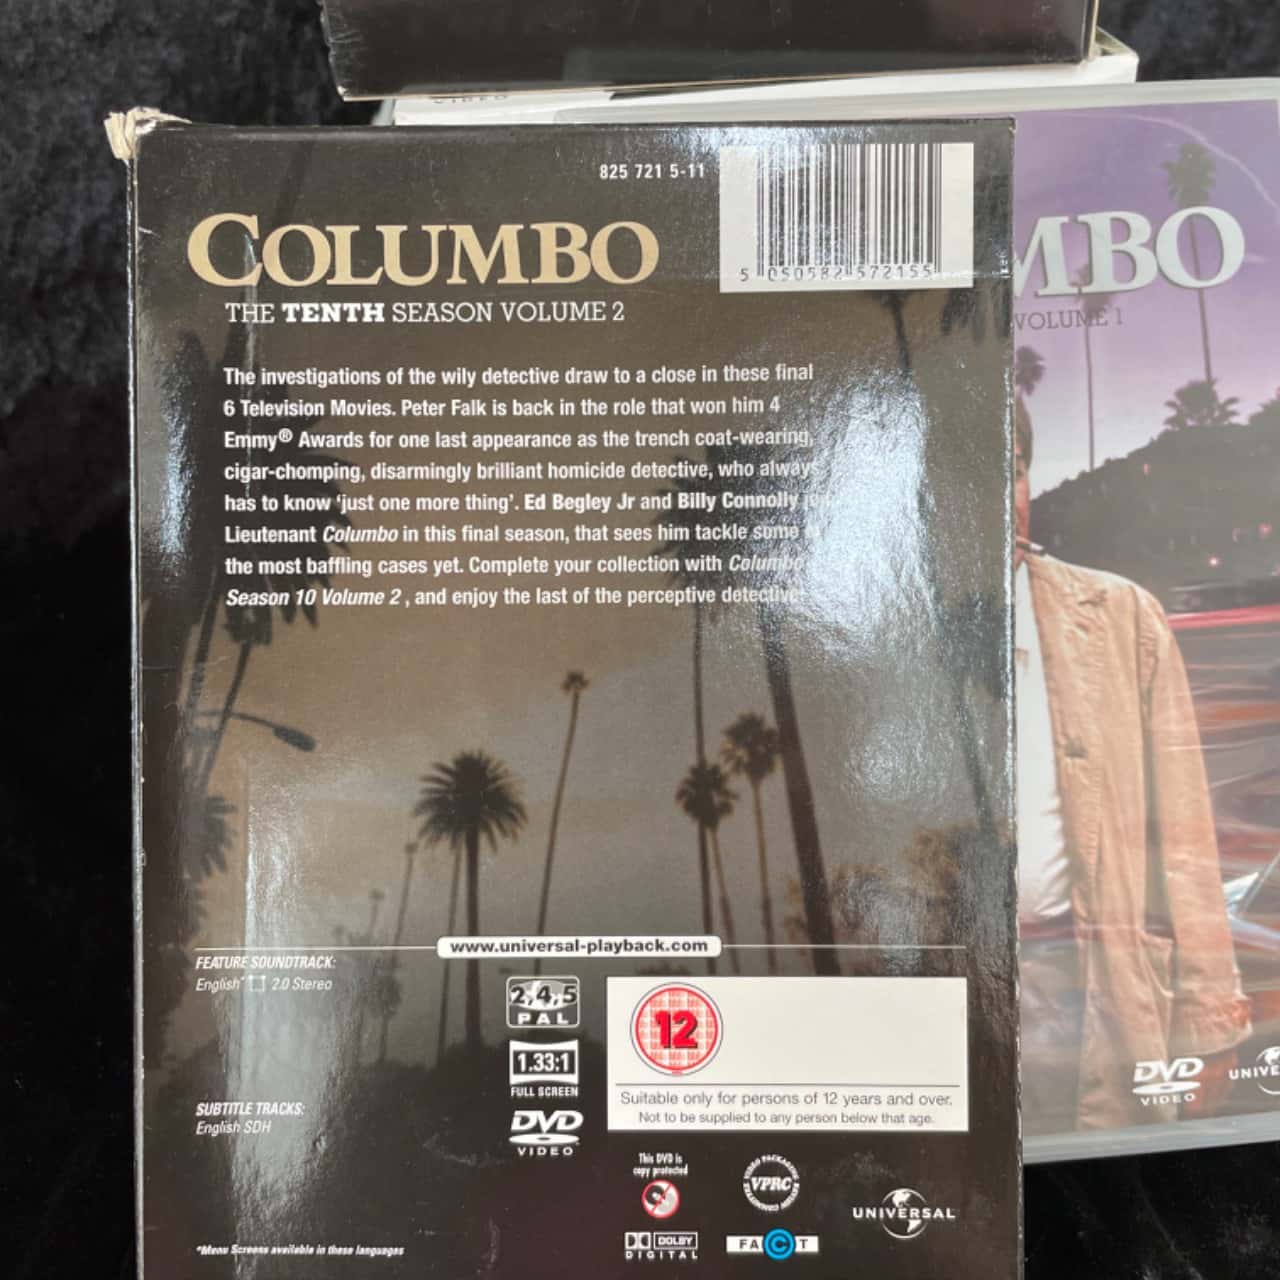 825 721 5-11
5 050582 572155
COLUMBO
THE TENTH SEASON VOLUME 2
The investigations of the wily detective draw to a close in these final
6 Television Movies. Peter Falk is back in the role that won him 4
Emmy® Awards for one last appearance as the trench coat-wearing,
cigar-chomping, disarmingly brilliant homicide detective, who always
has to know ‘just one more thing’. Ed Begley Jr and Billy Connolly
Lieutenant Columbo in this final season, that sees him tackle some
the most baffling cases yet. Complete your collection with Columbo
Season 10 Volume 2 , and enjoy the last of the perceptive detective.
www.universal-playback.com
FEATURE SOUNDTRACK:
English* 2.0 Stereo
SUBTITLE TRACKS:
English SDH
*Menu Screens available in these languages
2,4,5
PAL
1.33:1
FULL SCREEN
DVD
VIDEO
12
Suitable only for persons of 12 years and over.
Not to be supplied to any person below that age.
This DVD is
copy protected
DOLBY
DIGITAL
VPRC
FACT
UNIVERSAL
MBO
VOLUME 1
DVD
VIDEO
UNIVE